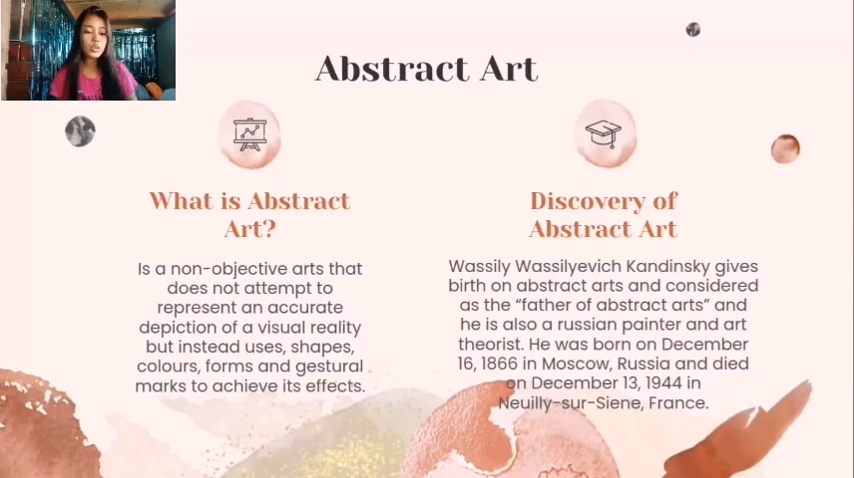 Abstract Art
What is Abstract
Art?
Is a non-objective arts that
does not attempt to
represent an accurate
depiction of a visual reality
but instead uses, shapes,
colours, forms and gestural
marks to achieve its effects.
Discovery of
Abstract Art
Wassily Wassilyevich Kandinsky gives
birth on abstract arts and considered
as the “father of abstract arts” and
he is also a russian painter and art
theorist. He was born on December
16, 1866 in Moscow, Russia and died
on December 13, 1944 in
Neuilly-sur-Siene, France.